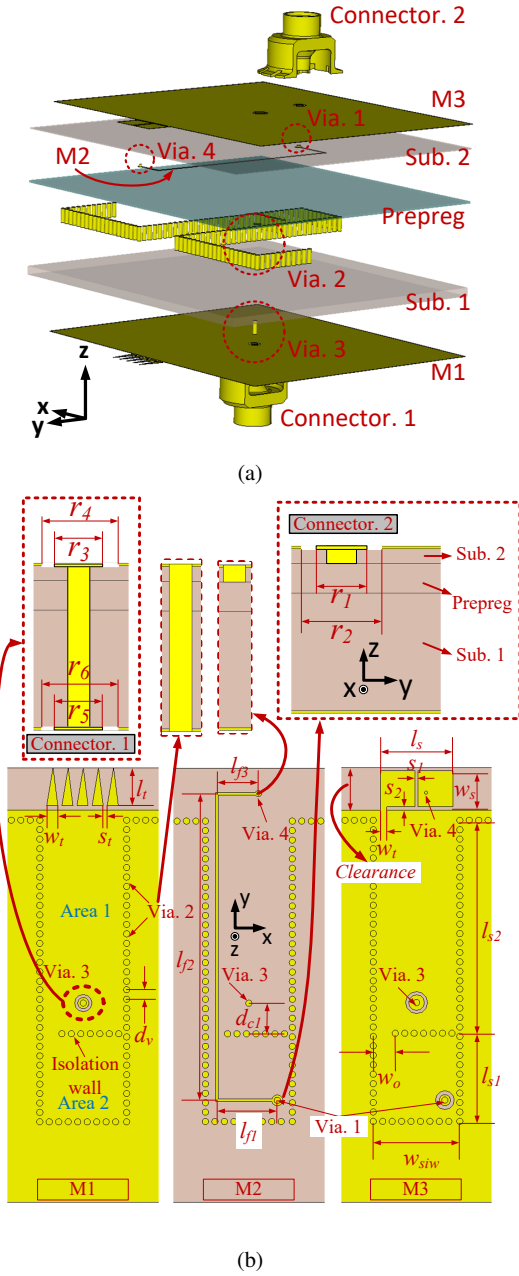 Connector. 2
M3
Via. 1
M2
Via. 4
Sub. 2
Prepreg
Via. 2
Sub. 1
Via. 3
M1
z
x
y
Connector. 1
(a)
r4
r3
r6
r5
Connector. 1
Connector. 2
r1
r2
z
x
y
Sub. 2
Prepreg
Sub. 1
lt
wt
st
Area 1
Via. 2
Via. 3
dv
Isolation
wall
Area 2
M1
lf3
Via. 4
lf2
y
x
z
Via. 3
dc1
lf1
Via. 1
M2
ls
s1
s2
ws
wt
Via. 4
Clearance
ls2
Via. 3
wo
ls1
wsiw
M3
(b)